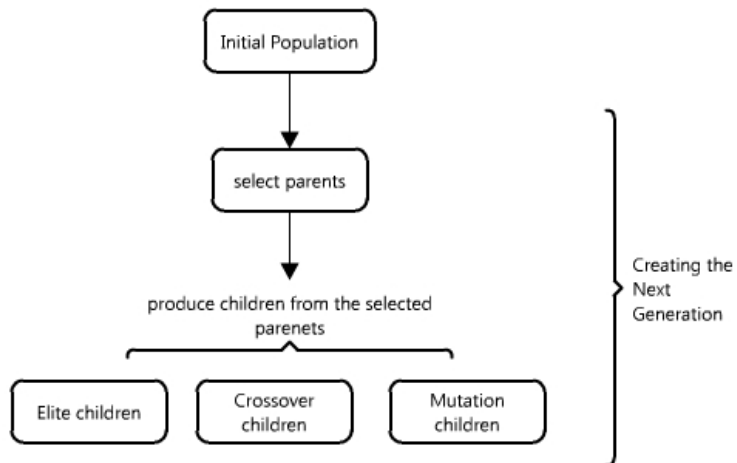 Initial Population
select parents
produce children from the selected
parenets
Creating the
Next
Generation
Elite children
Crossover
children
Mutation
children